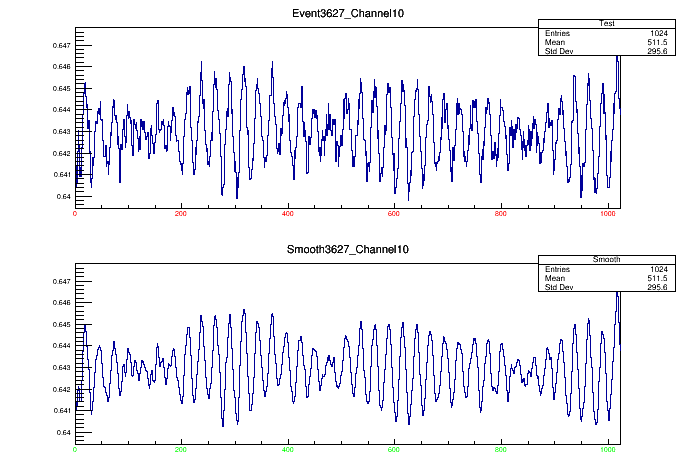 Event3627_Channel10
Test
Entries 1024
Mean 511.5
Std Dev 295.6
0.647
0.646
0.645
0.644
0.643
0.642
0.641
0.64
0 200 400 600 800 1000
Smooth3627_Channel10
Smooth
Entries 1024
Mean 511.5
Std Dev 295.6
0.647
0.646
0.645
0.644
0.643
0.642
0.641
0.64
0 200 400 600 800 1000